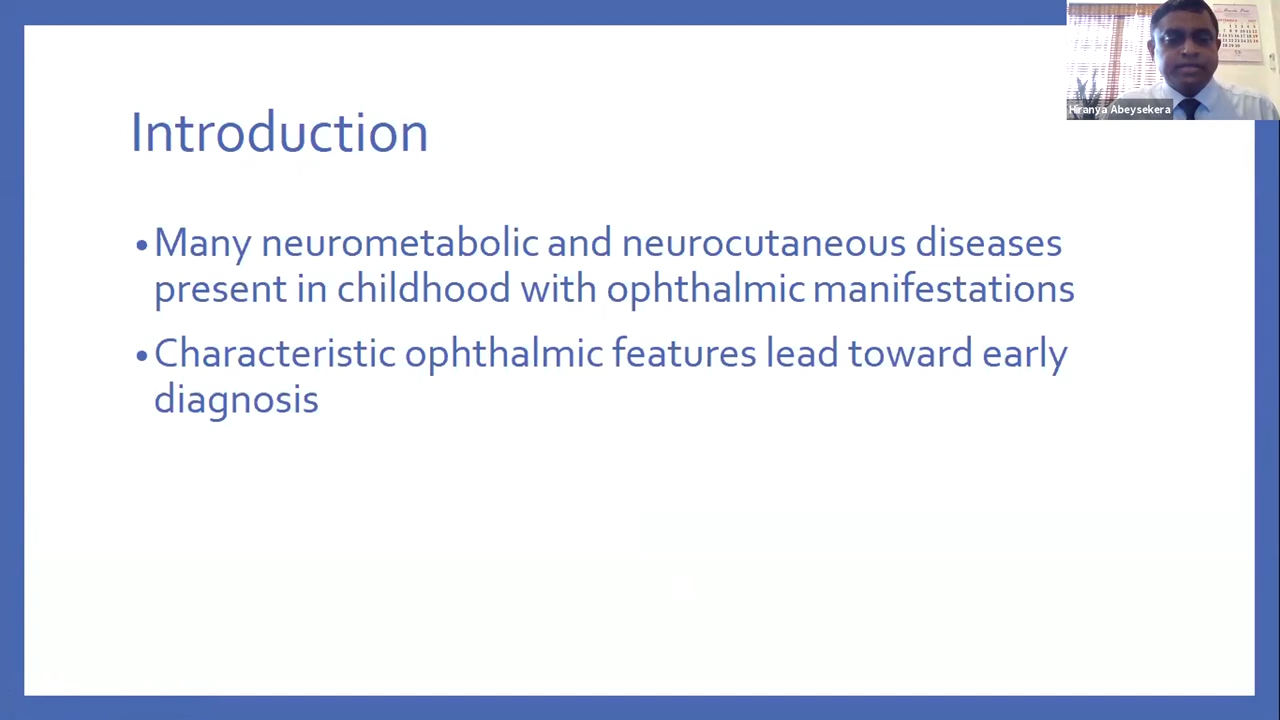 Introduction
• Many neurometabolic and neurocutaneous diseases
present in childhood with ophthalmic manifestations
• Characteristic ophthalmic features lead toward early
diagnosis
Hiranya Abeysekera